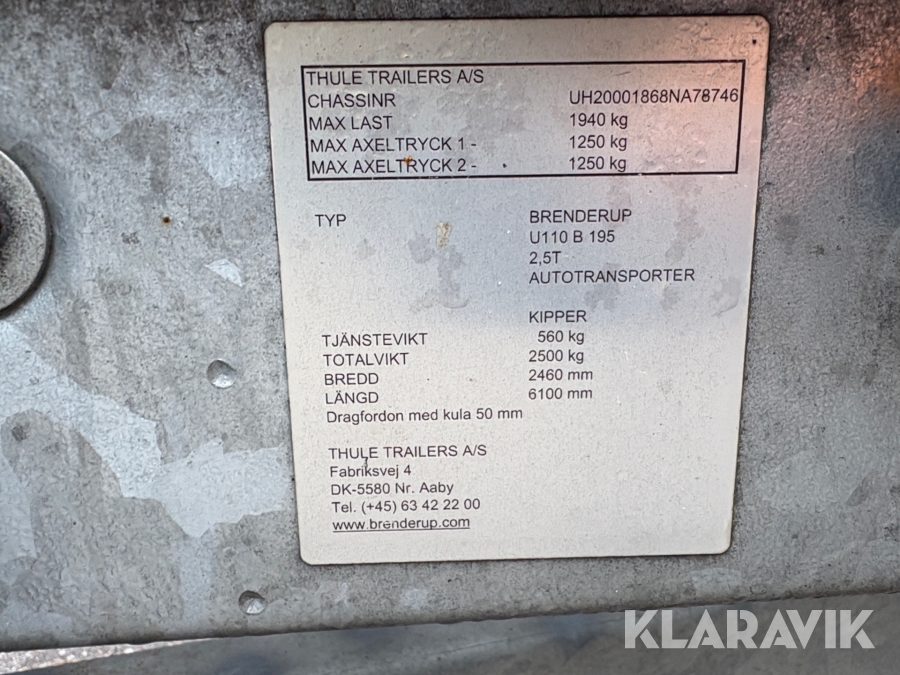 THULE TRAILERS A/S
CHASSINR UH20001868NA78746
MAX LAST 1940 kg
MAX AXELTRYCK 1 - 1250 kg
MAX AXELTRYCK 2 - 1250 kg
TYP BRENDERUP
U110 B 195
2,5T
AUTOTRANSPORTER
KIPPER
TJÄNSTEVIKT 560 kg
TOTALVIKT 2500 kg
BREDD 2460 mm
LÄNGD 6100 mm
Dragfordon med kula 50 mm
THULE TRAILERS A/S
Fabriksvej 4
DK-5580 Nr. Aaby
Tel. (+45) 63 42 22 00
www.brenderup.com
KLARAVIK